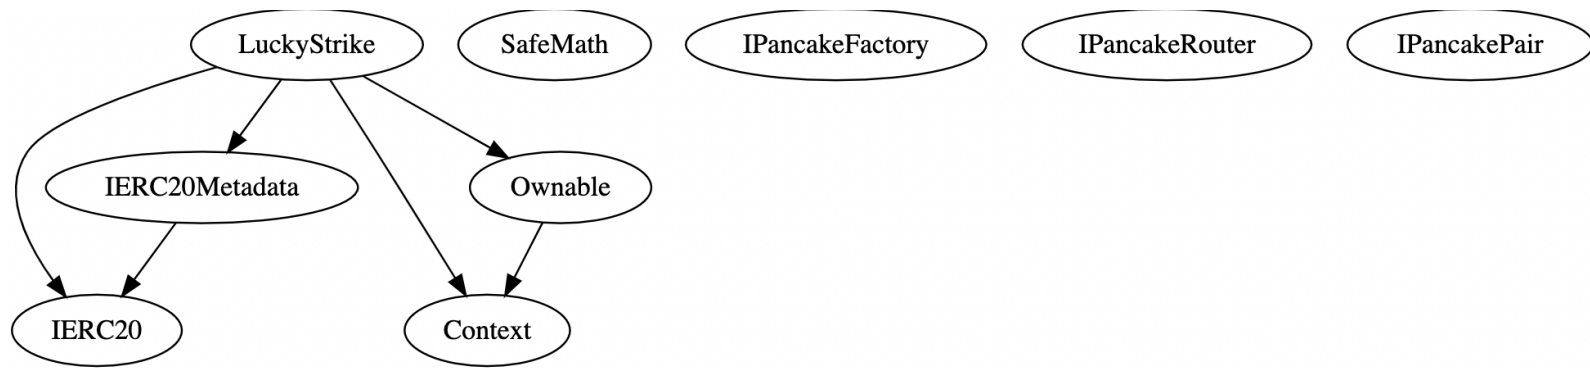 LuckyStrike
SafeMath
IPancakeFactory
IPancakeRouter
IPancakePair
IERC20Metadata
Ownable
IERC20
Context